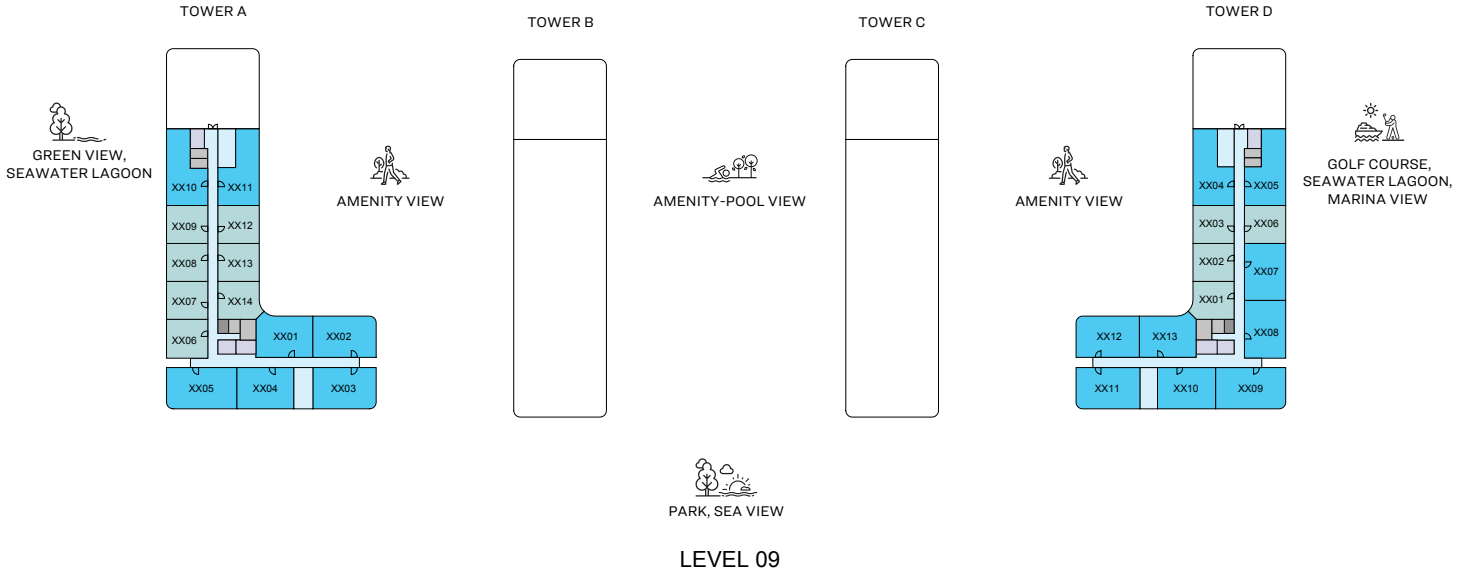 TOWER A
TOWER B
TOWER C
TOWER D
GREEN VIEW,
SEAWATER LAGOON
AMENITY VIEW
AMENITY-POOL VIEW
AMENITY VIEW
GOLF COURSE,
SEAWATER LAGOON,
MARINA VIEW
XX10
XX11
XX09
XX12
XX08
XX13
XX07
XX14
XX06
XX01
XX02
XX05
XX04
XX03
XX04
XX05
XX03
XX06
XX02
XX07
XX01
XX12
XX13
XX08
XX11
XX10
XX09
PARK, SEA VIEW
LEVEL 09